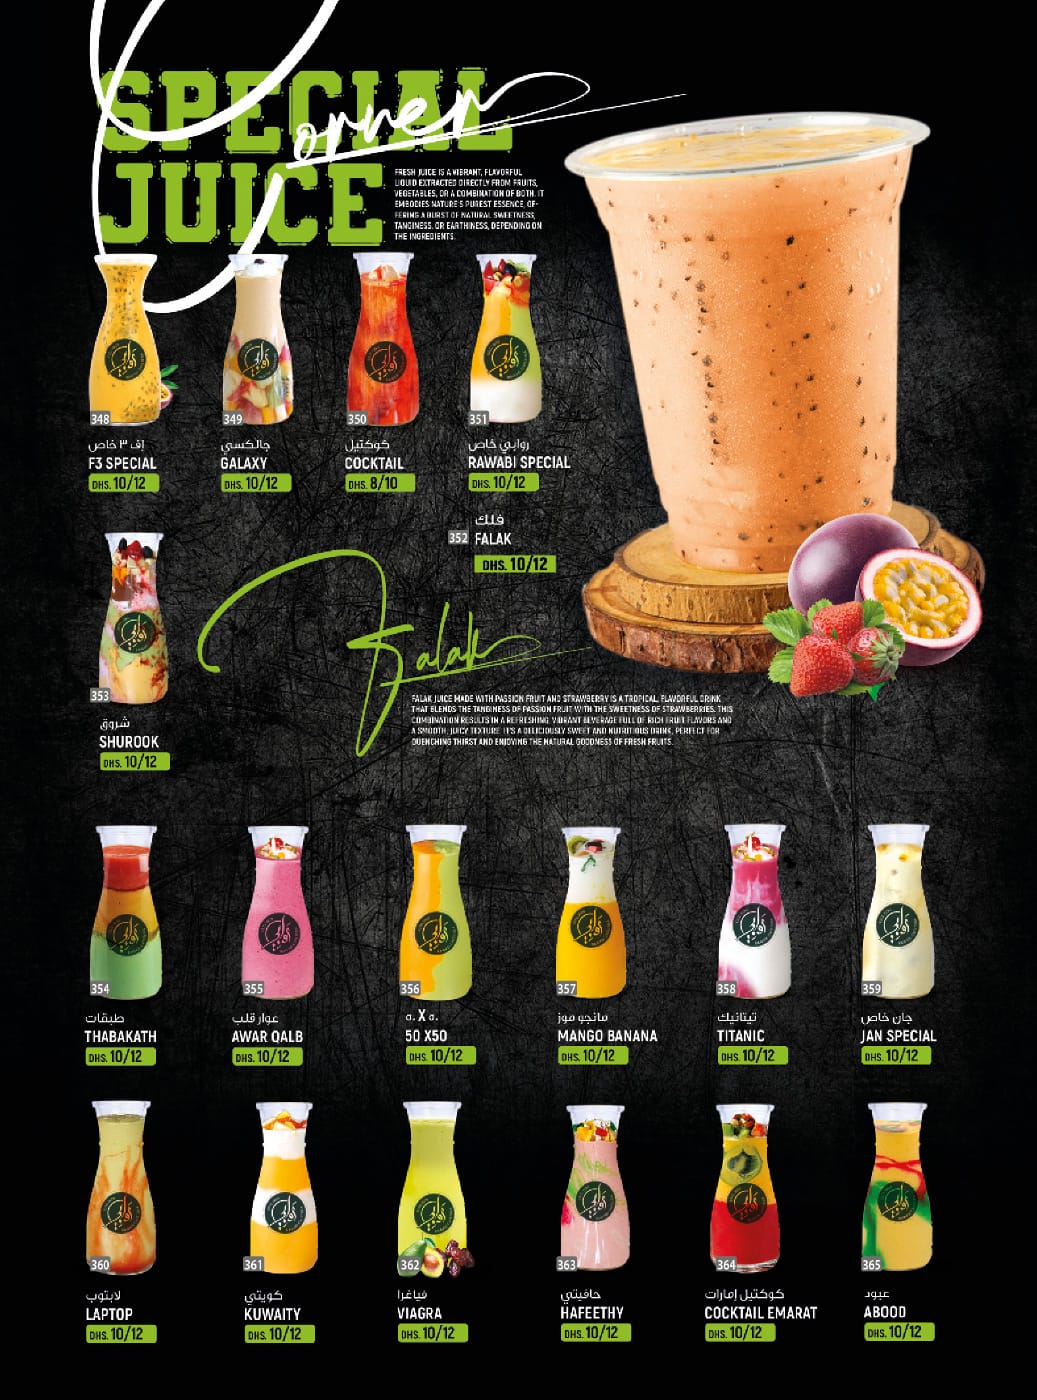 SPECIAL
Corner
JUICE
FRESH JUICE IS A VIBRANT, FLAVORFUL
LIQUID EXTRACTED DIRECTLY FROM FRUITS,
VEGETABLES, OR A COMBINATION OF BOTH. IT
EMBODIES NATURE'S PUREST ESSENCE, OF-
FERING A BURST OF NATURAL SWEETNESS,
TANGINESS, OR EARTHINESS, DEPENDING ON
THE INGREDIENTS.
348
إف ٣ خاص
F3 SPECIAL
DHS. 10/12
349
جالكسي
GALAXY
DHS. 10/12
350
كوكتيل
COCKTAIL
DHS. 8/10
351
روابي خاص
RAWABI SPECIAL
DHS. 10/12
فلك
352 FALAK
DHS. 10/12
353
شروق
SHUROOK
DHS. 10/12
Falak
FALAK JUICE MADE WITH PASSION FRUIT AND STRAWBERRY IS A TROPICAL, FLAVORFUL DRINK
THAT BLENDS THE TANGINESS OF PASSION FRUIT WITH THE SWEETNESS OF STRAWBERRIES. THIS
COMBINATION RESULTS IN A REFRESHING, VIBRANT BEVERAGE FULL OF RICH FRUIT FLAVORS AND
A SMOOTH, JUICY TEXTURE. IT'S A DELICIOUSLY SWEET AND NUTRITIOUS DRINK, PERFECT FOR
QUENCHING THIRST AND ENJOYING THE NATURAL GOODNESS OF FRESH FRUITS.
354
طبقات
THABAKATH
DHS. 10/12
355
عوار قلب
AWAR QALB
DHS. 10/12
356
٥٠ X ٥٠
50 X50
DHS. 10/12
357
مانجو موز
MANGO BANANA
DHS. 10/12
358
تيتانيك
TITANIC
DHS. 10/12
359
جان خاص
JAN SPECIAL
DHS. 10/12
360
لابتوب
LAPTOP
DHS. 10/12
361
كويتي
KUWAITY
DHS. 10/12
362
فياغرا
VIAGRA
DHS. 10/12
363
حافيتي
HAFEETHY
DHS. 10/12
364
كوكتيل إمارات
COCKTAIL EMARAT
DHS. 10/12
365
عبود
ABOOD
DHS. 10/12